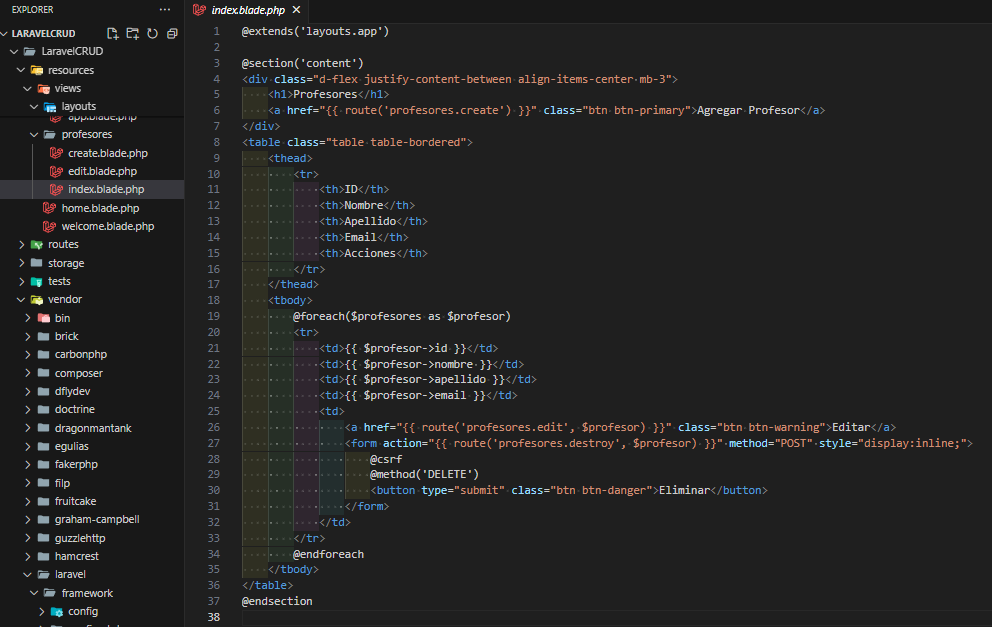 EXPLORER
LARAVELCRUD
LaravelCRUD
resources
views
layouts
app.blade.php
profesores
create.blade.php
edit.blade.php
index.blade.php
home.blade.php
welcome.blade.php
routes
storage
tests
vendor
bin
brick
carbonphp
composer
dflydev
doctrine
dragonmantank
egulias
fakerphp
filp
fruitcake
graham-campbell
guzzlehttp
hamcrest
laravel
framework
config
index.blade.php
1 @extends('layouts.app')
2
3 @section('content')
4 <div class="d-flex justify-content-between align-items-center mb-3">
5     <h1>Profesores</h1>
6     <a href="{{ route('profesores.create') }}" class="btn btn-primary">Agregar Profesor</a>
7 </div>
8 <table class="table table-bordered">
9     <thead>
10         <tr>
11             <th>ID</th>
12             <th>Nombre</th>
13             <th>Apellido</th>
14             <th>Email</th>
15             <th>Acciones</th>
16         </tr>
17     </thead>
18     <tbody>
19         @foreach($profesores as $profesor)
20         <tr>
21             <td>{{ $profesor->id }}</td>
22             <td>{{ $profesor->nombre }}</td>
23             <td>{{ $profesor->apellido }}</td>
24             <td>{{ $profesor->email }}</td>
25             <td>
26                 <a href="{{ route('profesores.edit', $profesor) }}" class="btn btn-warning">Editar</a>
27                 <form action="{{ route('profesores.destroy', $profesor) }}" method="POST" style="display:inline;">
28                     @csrf
29                     @method('DELETE')
30                     <button type="submit" class="btn btn-danger">Eliminar</button>
31                 </form>
32             </td>
33         </tr>
34         @endforeach
35     </tbody>
36 </table>
37 @endsection
38